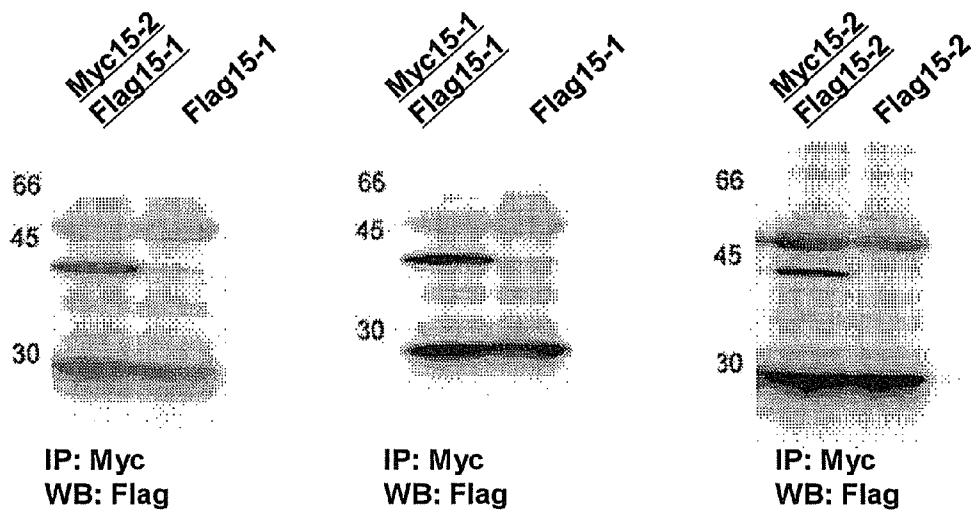 Myc15-2
Flag15-1
Flag15-1
66
45
30
IP: Myc
WB: Flag
Myc15-1
Flag15-1
Flag15-1
66
45
30
IP: Myc
WB: Flag
Myc15-2
Flag15-2
Flag15-2
66
45
30
IP: Myc
WB: Flag